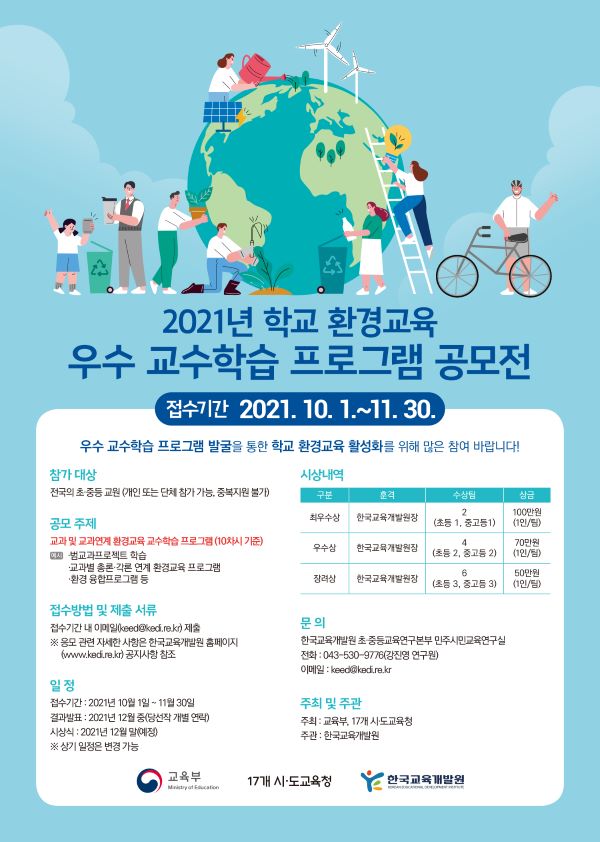 2021년 학교 환경교육
우수 교수학습 프로그램 공모전
접수기간 2021. 10. 1.~11. 30.
우수 교수학습 프로그램 발굴을 통한 학교 환경교육 활성화를 위해 많은 참여 바랍니다!
참가 대상
전국의 초·중등 교원 (개인 또는 단체 참가 가능, 중복지원 불가)
공모 주제
교과 및 교과연계 환경교육 교수학습 프로그램 (10차시 기준)
예시 ·범교과프로젝트 학습
·교과별 총론·각론 연계 환경교육 프로그램
·환경 융합프로그램 등
접수방법 및 제출 서류
접수기간 내 이메일(keed@kedi.re.kr) 제출
※ 응모 관련 자세한 사항은 한국교육개발원 홈페이지
(www.kedi.re.kr) 공지사항 참조
일 정
접수기간 : 2021년 10월 1일 ~ 11월 30일
결과발표 : 2021년 12월 중(당선작 개별 연락)
시상식 : 2021년 12월 말(예정)
※ 상기 일정은 변경 가능
시상내역
구분 훈격 수상팀 상금
최우수상 한국교육개발원장 2 (초등 1, 중고등1) 100만원 (1인/팀)
우수상 한국교육개발원장 4 (초등 2, 중고등 2) 70만원 (1인/팀)
장려상 한국교육개발원장 6 (초등 3, 중고등 3) 50만원 (1인/팀)
문 의
한국교육개발원 초·중등교육연구본부 민주시민교육연구실
전화 : 043-530-9776(강진영 연구원)
이메일 : keed@kedi.re.kr
주최 및 주관
주최 : 교육부, 17개 시·도교육청
주관 : 한국교육개발원
교육부
Ministry of Education
17개 시·도교육청
한국교육개발원
KOREAN EDUCATIONAL DEVELOPMENT INSTITUTE